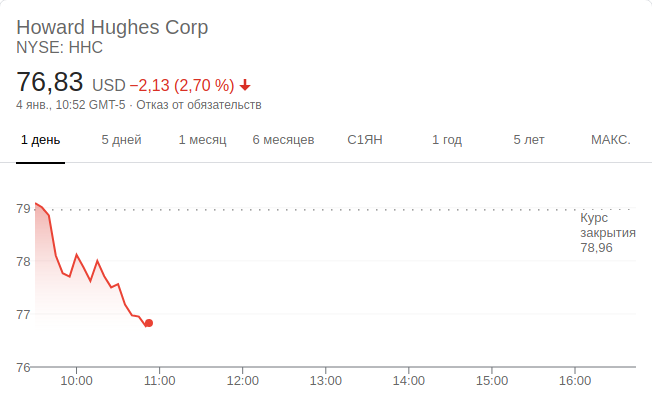 Howard Hughes Corp
NYSE: HHC
76,83 USD −2,13 (2,70 %)
4 янв., 10:52 GMT-5 · Отказ от обязательств
1 день 5 дней 1 месяц 6 месяцев С1ЯН 1 год 5 лет МАКС.
79
Курс
закрытия
78,96
78
77
76
10:00 11:00 12:00 13:00 14:00 15:00 16:00